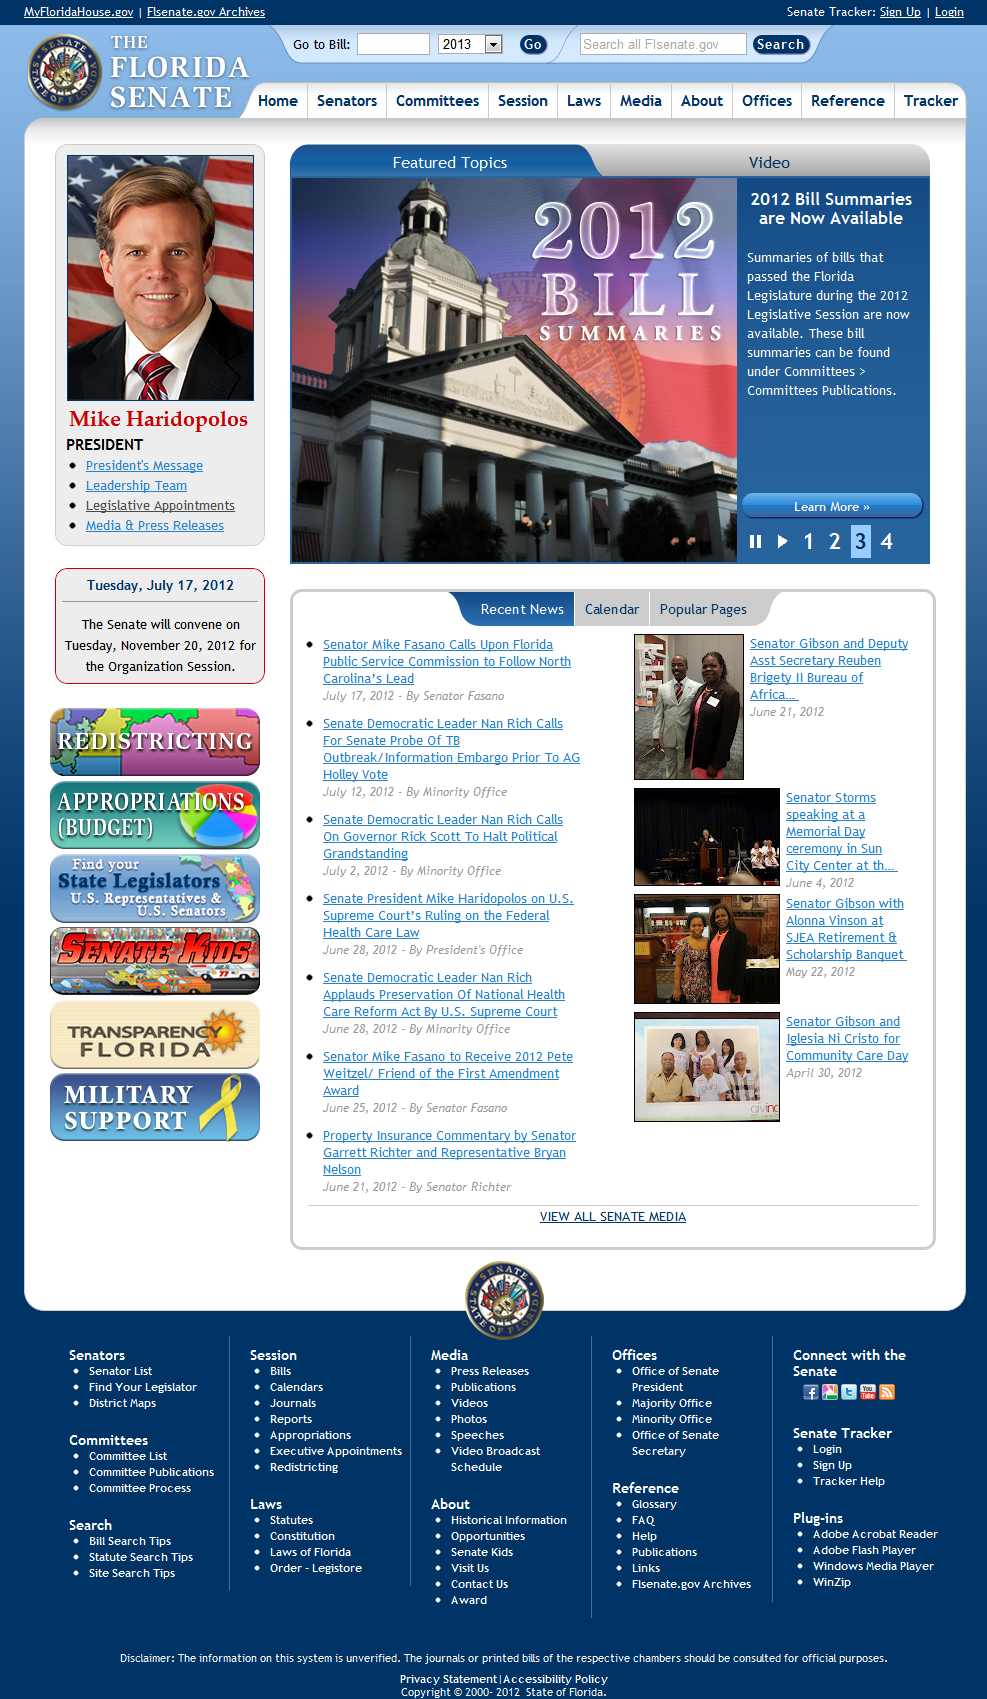 MyFloridaHouse.gov | Flsenate.gov Archives
Senate Tracker: Sign Up | Login
THE
FLORIDA
SENATE
Go to Bill: 2013 Go
Search all Flsenate.gov Search
Home Senators Committees Session Laws Media About Offices Reference Tracker
Mike Haridopolos
PRESIDENT
President's Message
Leadership Team
Legislative Appointments
Media & Press Releases
Tuesday, July 17, 2012
The Senate will convene on
Tuesday, November 20, 2012 for
the Organization Session.
REDISTRICTING
APPROPRIATIONS
(BUDGET)
Find your
State Legislators
U.S. Representatives &
U.S. Senators
SENATE KIDS
TRANSPARENCY
FLORIDA
MILITARY
SUPPORT
Featured Topics Video
2012
BILL
SUMMARIES
2012 Bill Summaries
are Now Available
Summaries of bills that
passed the Florida
Legislature during the 2012
Legislative Session are now
available. These bill
summaries can be found
under Committees >
Committees Publications.
Learn More »
1 2 3 4
Recent News Calendar Popular Pages
Senator Mike Fasano Calls Upon Florida
Public Service Commission to Follow North
Carolina's Lead
July 17, 2012 - By Senator Fasano
Senate Democratic Leader Nan Rich Calls
For Senate Probe Of TB
Outbreak/Information Embargo Prior To AG
Holley Vote
July 12, 2012 - By Minority Office
Senate Democratic Leader Nan Rich Calls
On Governor Rick Scott To Halt Political
Grandstanding
July 2, 2012 - By Minority Office
Senate President Mike Haridopolos on U.S.
Supreme Court's Ruling on the Federal
Health Care Law
June 28, 2012 - By President's Office
Senate Democratic Leader Nan Rich
Applauds Preservation Of National Health
Care Reform Act By U.S. Supreme Court
June 28, 2012 - By Minority Office
Senator Mike Fasano to Receive 2012 Pete
Weitzel/ Friend of the First Amendment
Award
June 25, 2012 - By Senator Fasano
Property Insurance Commentary by Senator
Garrett Richter and Representative Bryan
Nelson
June 21, 2012 - By Senator Richter
Senator Gibson and Deputy
Asst Secretary Reuben
Brigety II Bureau of
Africa...
June 21, 2012
Senator Storms
speaking at a
Memorial Day
ceremony in Sun
City Center at th...
June 4, 2012
Senator Gibson with
Alonna Vinson at
SJEA Retirement &
Scholarship Banquet
May 22, 2012
Senator Gibson and
Iglesia Ni Cristo for
Community Care Day
April 30, 2012
VIEW ALL SENATE MEDIA
SENATE
STATE OF FLORIDA
Senators
Senator List
Find Your Legislator
District Maps
Committees
Committee List
Committee Publications
Committee Process
Search
Bill Search Tips
Statute Search Tips
Site Search Tips
Session
Bills
Calendars
Journals
Reports
Appropriations
Executive Appointments
Redistricting
Laws
Statutes
Constitution
Laws of Florida
Order - Legistore
Media
Press Releases
Publications
Videos
Photos
Speeches
Video Broadcast
Schedule
About
Historical Information
Opportunities
Senate Kids
Visit Us
Contact Us
Award
Offices
Office of Senate
President
Majority Office
Minority Office
Office of Senate
Secretary
Reference
Glossary
FAQ
Help
Publications
Links
Flsenate.gov Archives
Connect with the
Senate
Senate Tracker
Login
Sign Up
Tracker Help
Plug-ins
Adobe Acrobat Reader
Adobe Flash Player
Windows Media Player
WinZip
Disclaimer: The information on this system is unverified. The journals or printed bills of the respective chambers should be consulted for official purposes.
Privacy Statement|Accessibility Policy
Copyright © 2000- 2012 State of Florida.